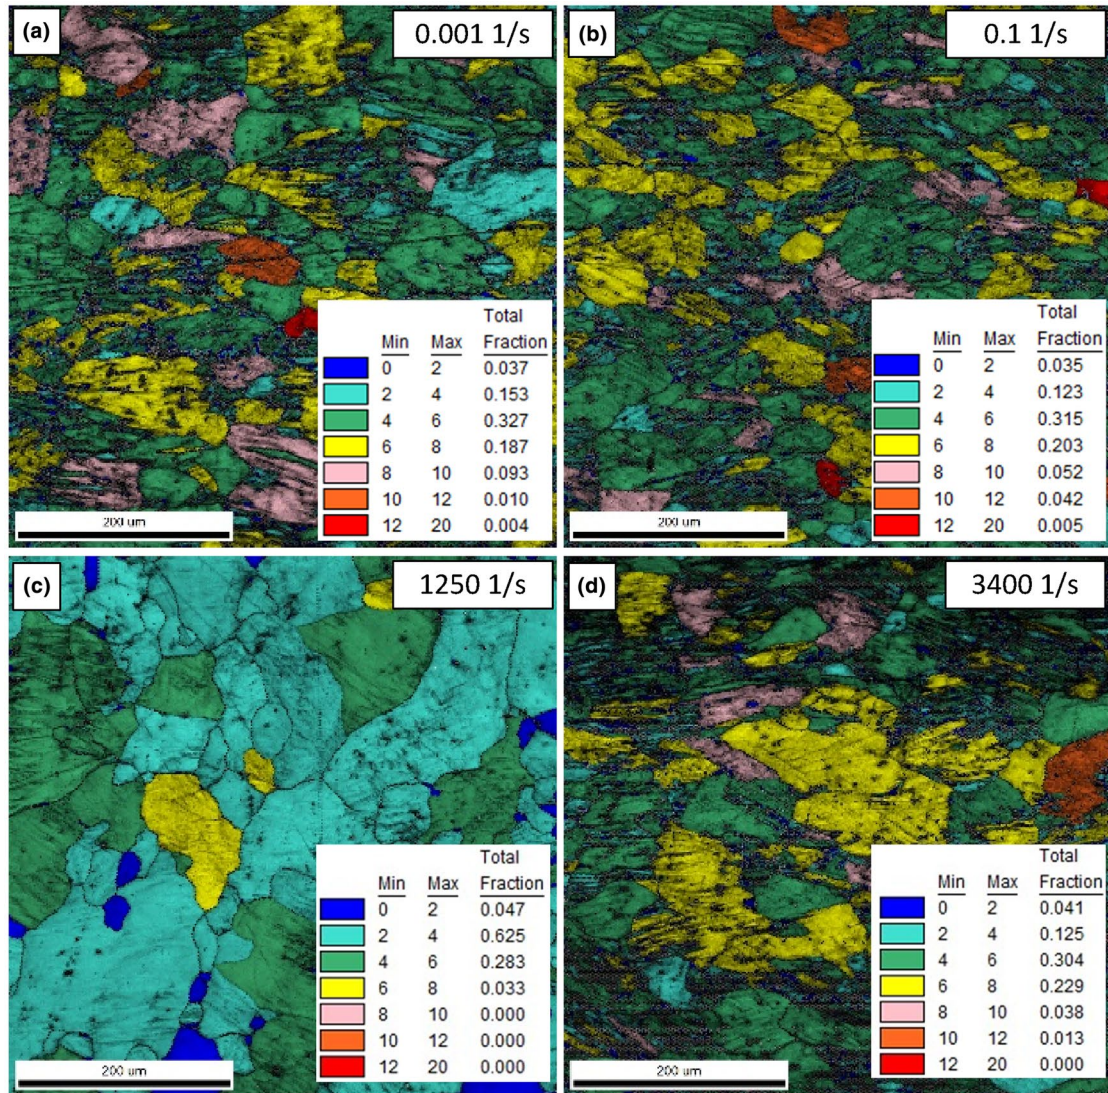 (a)
0.001 1/s
Total
Min Max Fraction
0 2 0.037
2 4 0.153
4 6 0.327
6 8 0.187
8 10 0.093
10 12 0.010
12 20 0.004
200 um
(b)
0.1 1/s
Total
Min Max Fraction
0 2 0.035
2 4 0.123
4 6 0.315
6 8 0.203
8 10 0.052
10 12 0.042
12 20 0.005
200 um
(c)
1250 1/s
Total
Min Max Fraction
0 2 0.047
2 4 0.625
4 6 0.283
6 8 0.033
8 10 0.000
10 12 0.000
12 20 0.000
200 um
(d)
3400 1/s
Total
Min Max Fraction
0 2 0.041
2 4 0.125
4 6 0.304
6 8 0.229
8 10 0.038
10 12 0.013
12 20 0.000
200 um